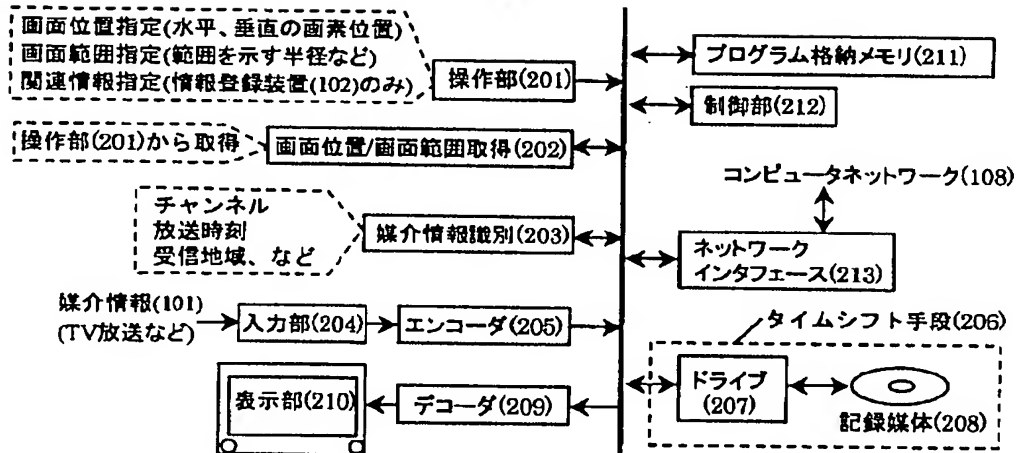 画面位置指定(水平、垂直の画素位置)
画面範囲指定(範囲を示す半径など)
関連情報指定(情報登録装置(102)のみ)
操作部(201)
操作部(201)から取得
画面位置/画面範囲取得(202)
チャンネル
放送時刻
受信地域、など
媒介情報識別(203)
媒介情報(101)
(TV放送など)
入力部(204)
エンコーダ(205)
表示部(210)
デコーダ(209)
プログラム格納メモリ(211)
制御部(212)
コンピュータネットワーク(108)
ネットワーク
インタフェース(213)
タイムシフト手段(206)
ドライブ
(207)
記録媒体(208)